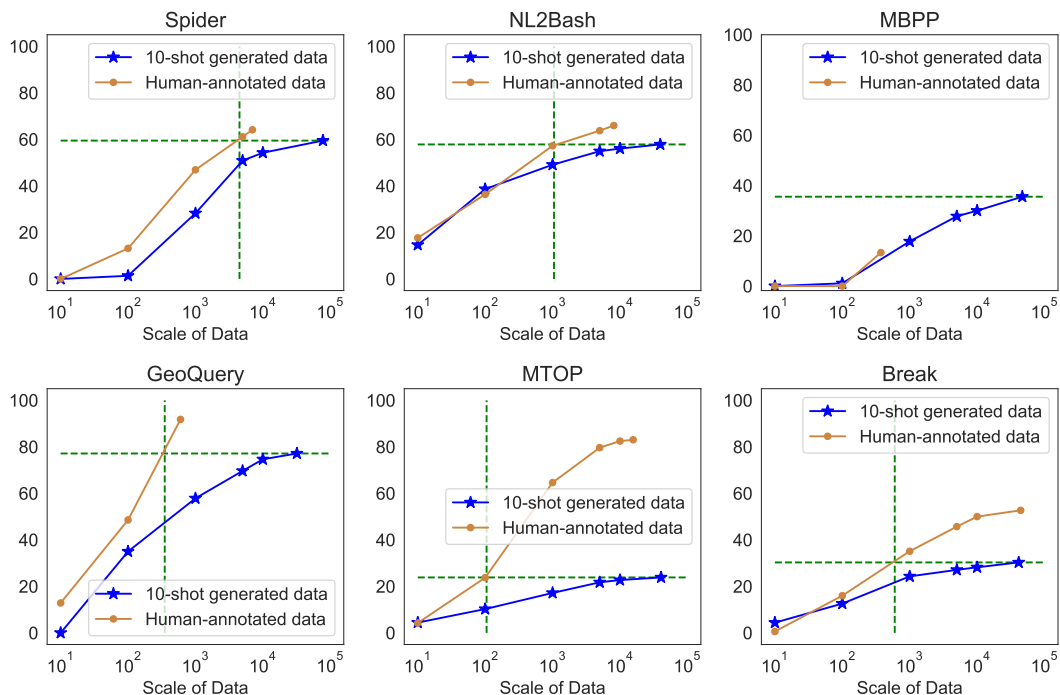 Spider
100
80
60
40
20
0
10-shot generated data
Human-annotated data
10^1 10^2 10^3 10^4 10^5
Scale of Data
NL2Bash
100
80
60
40
20
0
10-shot generated data
Human-annotated data
10^1 10^2 10^3 10^4 10^5
Scale of Data
MBPP
100
80
60
40
20
0
10-shot generated data
Human-annotated data
10^1 10^2 10^3 10^4 10^5
Scale of Data
GeoQuery
100
80
60
40
20
0
10-shot generated data
Human-annotated data
10^1 10^2 10^3 10^4 10^5
Scale of Data
MTOP
100
80
60
40
20
0
10-shot generated data
Human-annotated data
10^1 10^2 10^3 10^4 10^5
Scale of Data
Break
100
80
60
40
20
0
10-shot generated data
Human-annotated data
10^1 10^2 10^3 10^4 10^5
Scale of Data